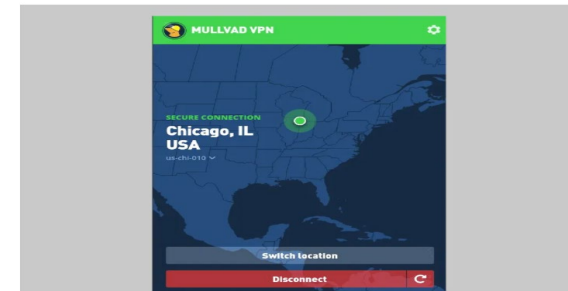 MULLVAD VPN
SECURE CONNECTION
Chicago, IL
USA
us-chi-010
Switch location
Disconnect